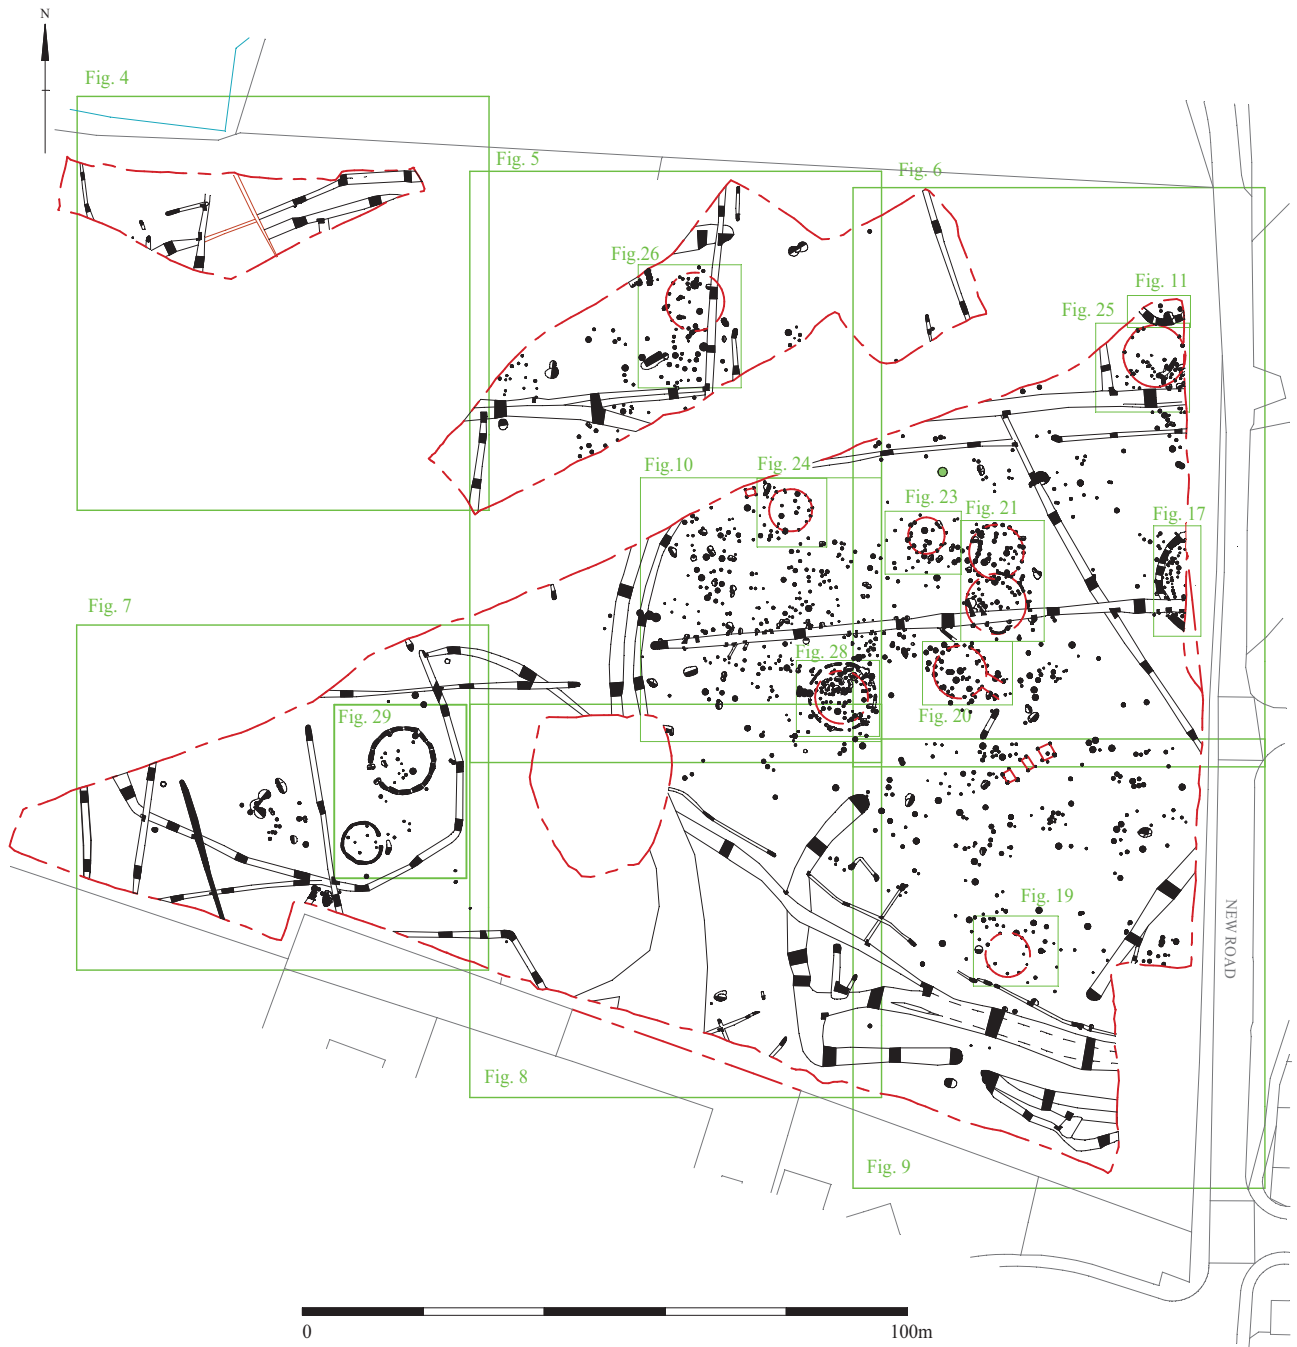 N
Fig. 4
Fig. 5
Fig. 6
Fig.26
Fig. 11
Fig. 25
Fig.10
Fig. 24
Fig. 23
Fig. 21
Fig. 17
Fig. 7
Fig. 28
Fig. 29
Fig. 20
Fig. 19
NEW ROAD
Fig. 8
Fig. 9
0
100m